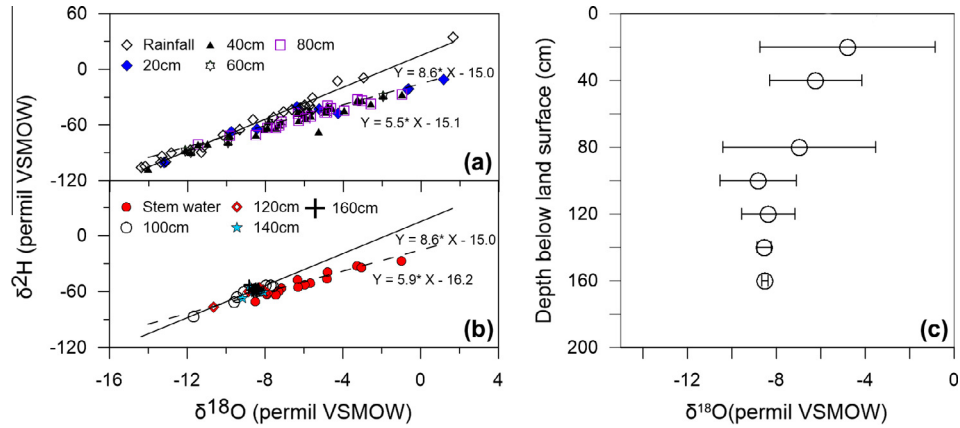 (a)
60
0
-60
-120
Rainfall
40cm
80cm
20cm
60cm
Y = 8.6* X - 15.0
Y = 5.5* X - 15.1
(b)
0
-60
-120
Stem water
120cm
160cm
100cm
140cm
Y = 8.6* X - 15.0
Y = 5.9* X - 16.2
-16
-12
-8
-4
0
4
δ2H (permil VSMOW)
δ18O (permil VSMOW)
0
40
80
120
160
200
Depth below land surface (cm)
(c)
-12
-8
-4
0
δ18O(permil VSMOW)